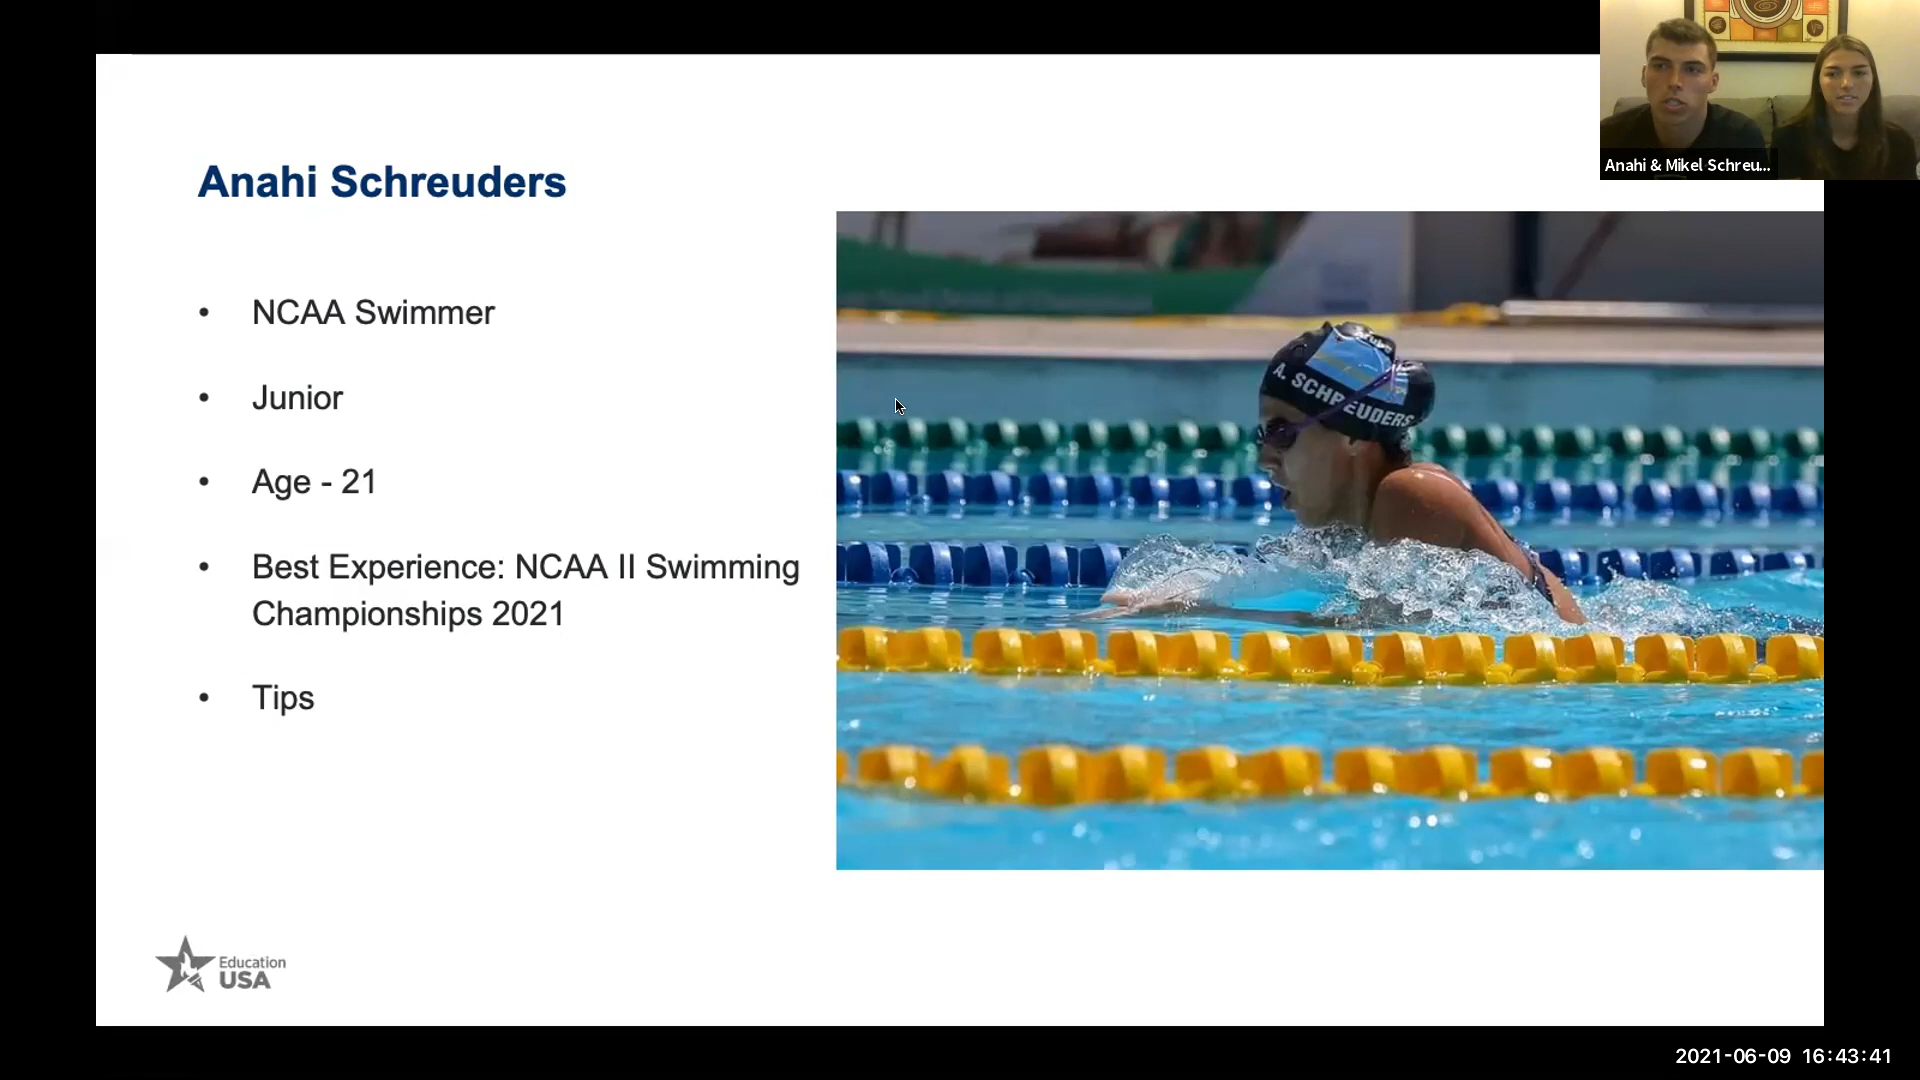 Anahi & Mikel Schreu...
Anahi Schreuders
• NCAA Swimmer
• Junior
• Age - 21
• Best Experience: NCAA II Swimming
Championships 2021
• Tips
Aruba
A. SCHREUDERS
Education
USA
2021-06-09 16:43:41